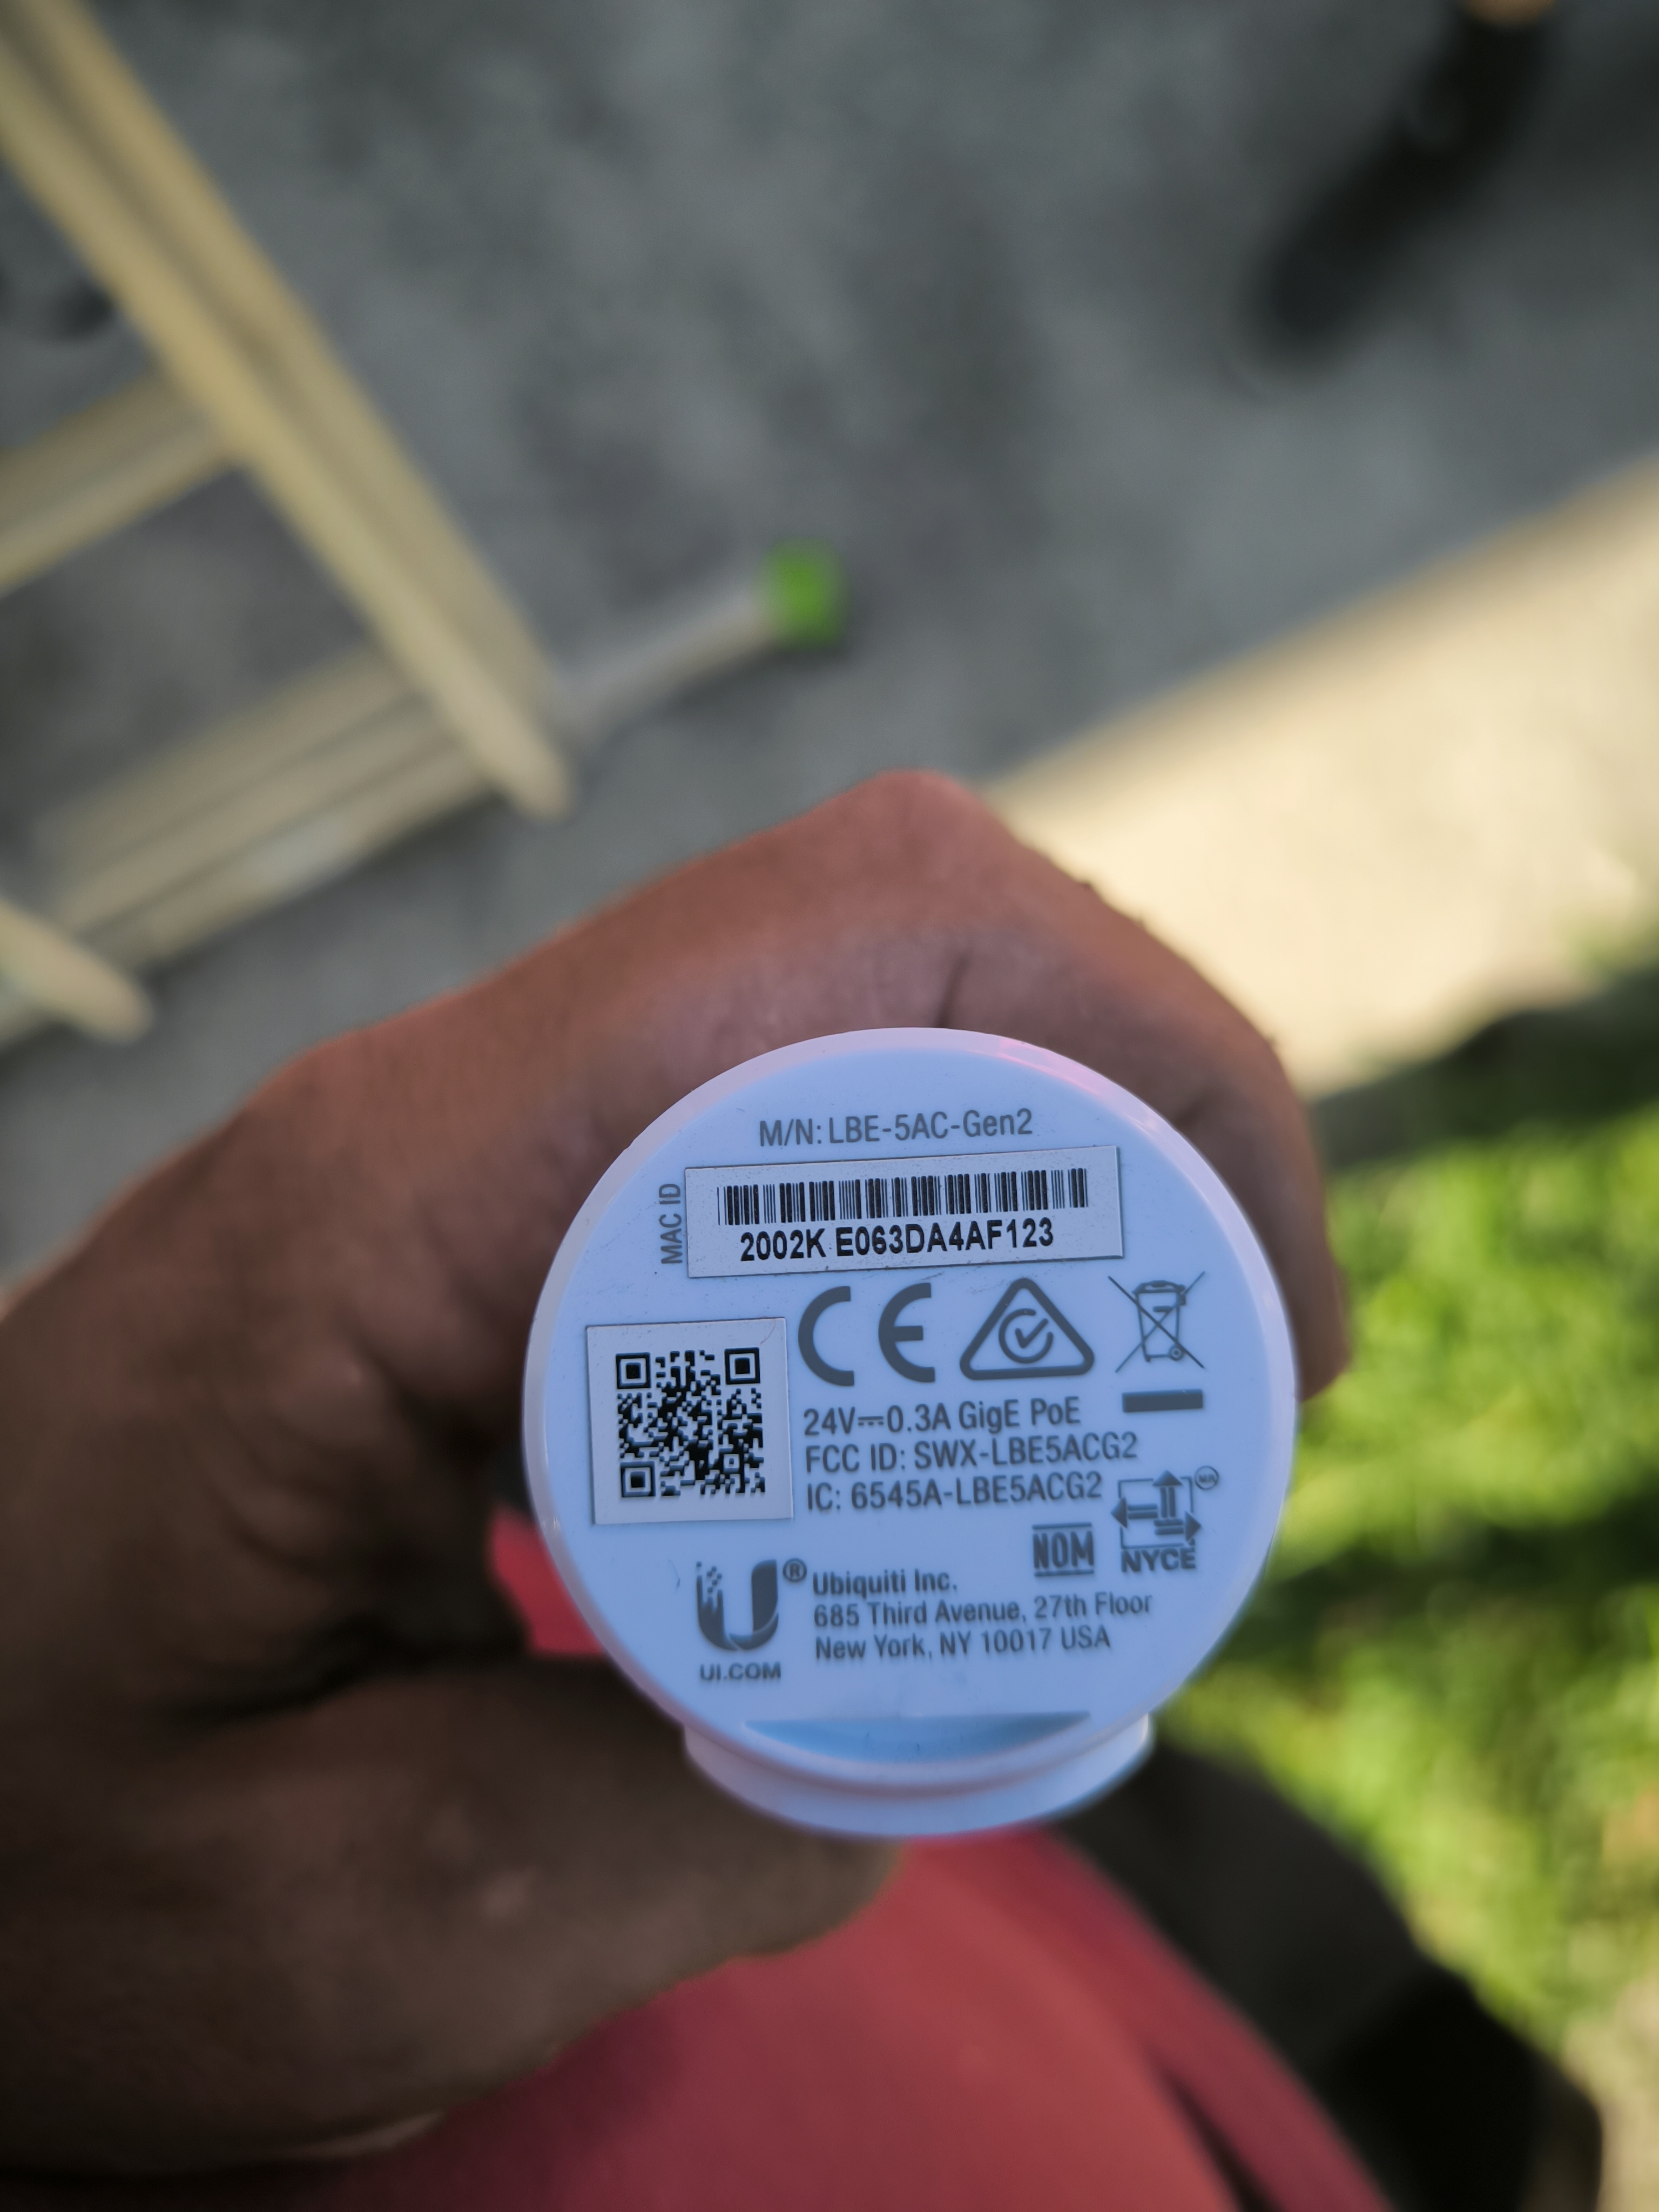 M/N: LBE-5AC-Gen2
MAC ID
2002K E063DA4AF123
CE
24V⎓0.3A GigE PoE
FCC ID: SWX-LBE5ACG2
IC: 6545A-LBE5ACG2
NOM
NYCE
U®
UI.COM
Ubiquiti Inc.
685 Third Avenue, 27th Floor
New York, NY 10017 USA